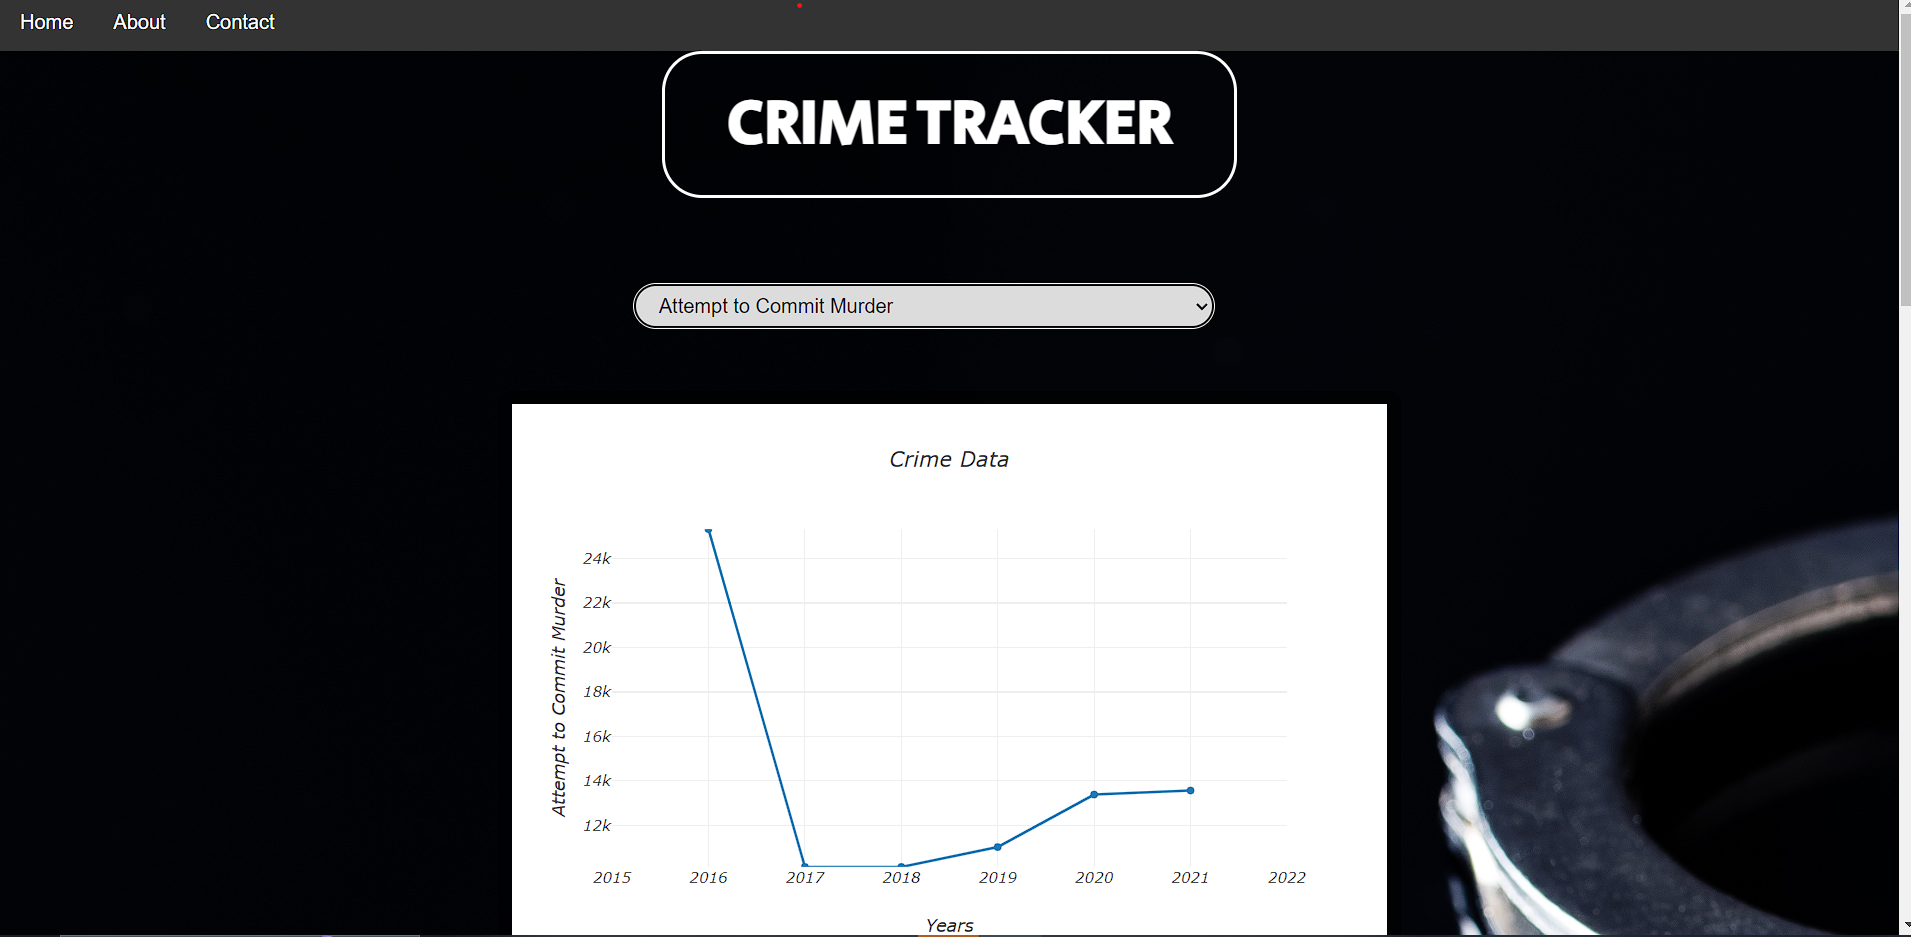 Home About Contact
CRIME TRACKER
Attempt to Commit Murder
Crime Data
Attempt to Commit Murder
24k
22k
20k
18k
16k
14k
12k
2015 2016 2017 2018 2019 2020 2021 2022
Years